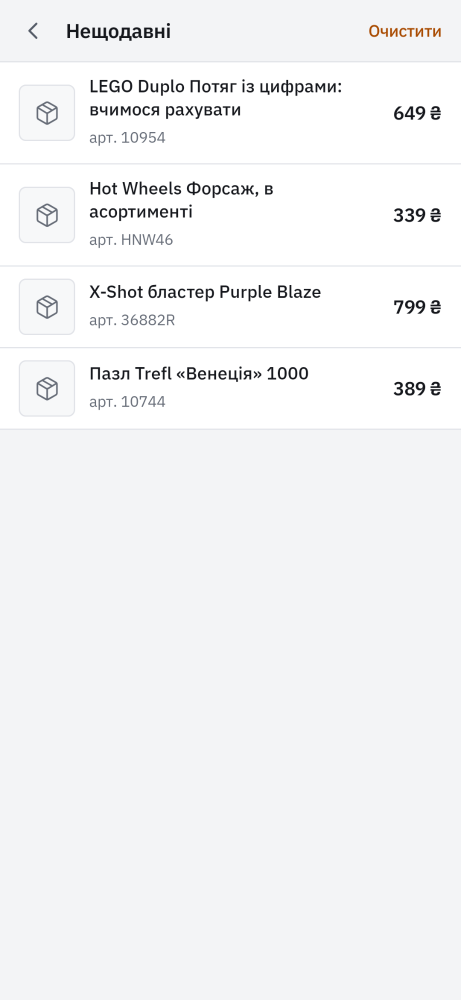 Нещодавні
Очистити
LEGO Duplo Потяг із цифрами:
вчимося рахувати
арт. 10954
649 ₴
Hot Wheels Форсаж, в
асортименті
арт. HNW46
339 ₴
X-Shot бластер Purple Blaze
арт. 36882R
799 ₴
Пазл Trefl «Венеція» 1000
арт. 10744
389 ₴